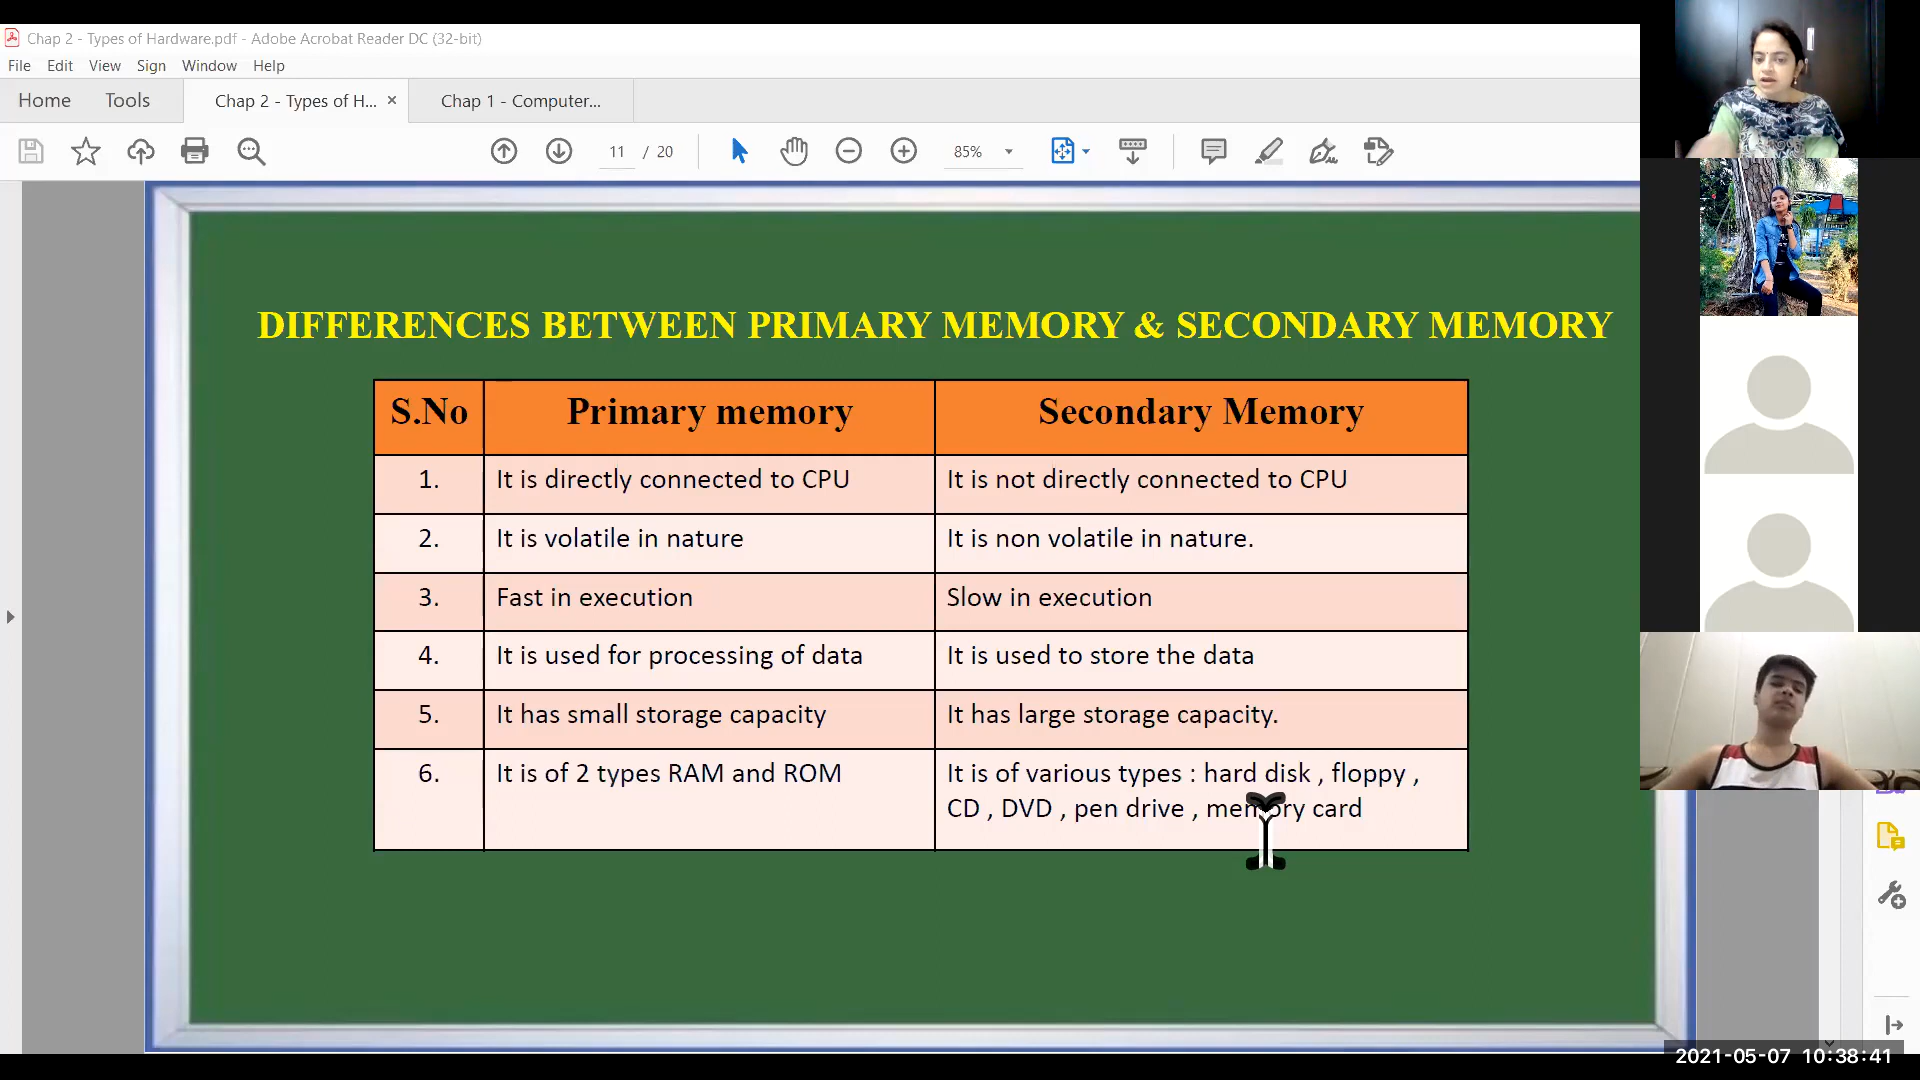 Chap 2 - Types of Hardware.pdf - Adobe Acrobat Reader DC (32-bit)
File Edit View Sign Window Help
Home Tools Chap 2 - Types of H... × Chap 1 - Computer...
11 / 20 85%
DIFFERENCES BETWEEN PRIMARY MEMORY & SECONDARY MEMORY
S.No Primary memory Secondary Memory
1. It is directly connected to CPU It is not directly connected to CPU
2. It is volatile in nature It is non volatile in nature.
3. Fast in execution Slow in execution
4. It is used for processing of data It is used to store the data
5. It has small storage capacity It has large storage capacity.
6. It is of 2 types RAM and ROM It is of various types : hard disk , floppy ,
CD , DVD , pen drive , memory card
2021-05-07 10:38:41